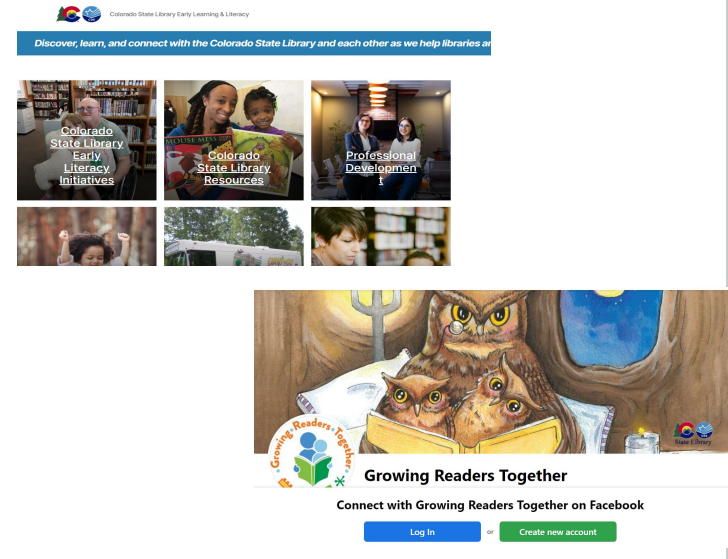 Colorado State Library Early Learning & Literacy
Discover, learn, and connect with the Colorado State Library and each other as we help libraries
Colorado
State Library
Early
Literacy
Initiatives
MOUSE MESS
Colorado
State Library
Resources
Professional
Developmen
t
State Library
Growing Readers Together
Growing Readers Together
Connect with Growing Readers Together on Facebook
Log In or Create new account